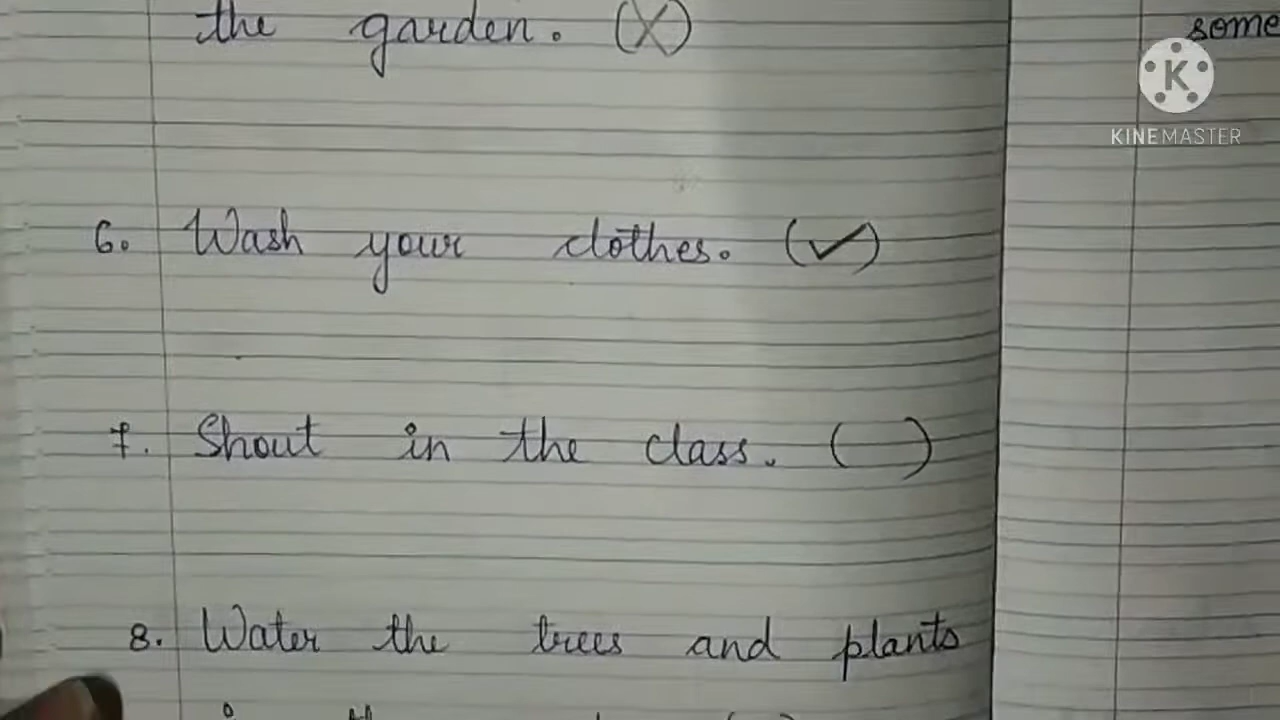 the garden. (X)
some
KINEMASTER
6. Wash your clothes. (✓)
7. Shout in the class. ( )
8. Water the trees and plants